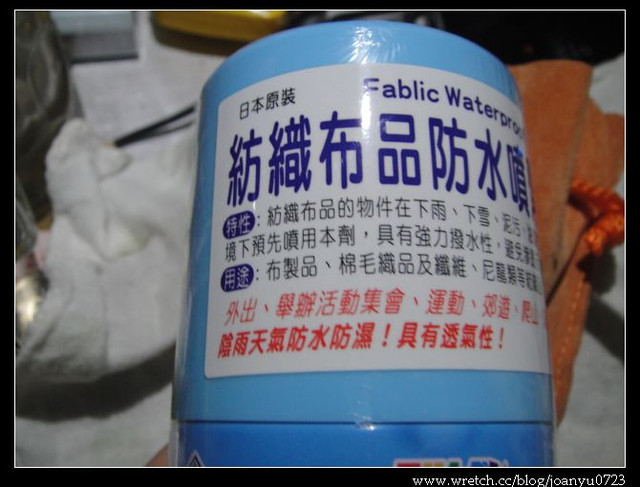 日本原裝
Fablic Waterpro
紡織布品防水噴
特性：紡織布品的物件在下雨、下雪、泥污
境下預先噴用本劑，具有強力撥水性，避免
用途：布製品、棉毛織品及纖維、尼龍類等
外出、舉辦活動集會、運動、郊遊、爬山
陰雨天氣防水防濕！具有透氣性！
www.wretch.cc/blog/joanyu0723